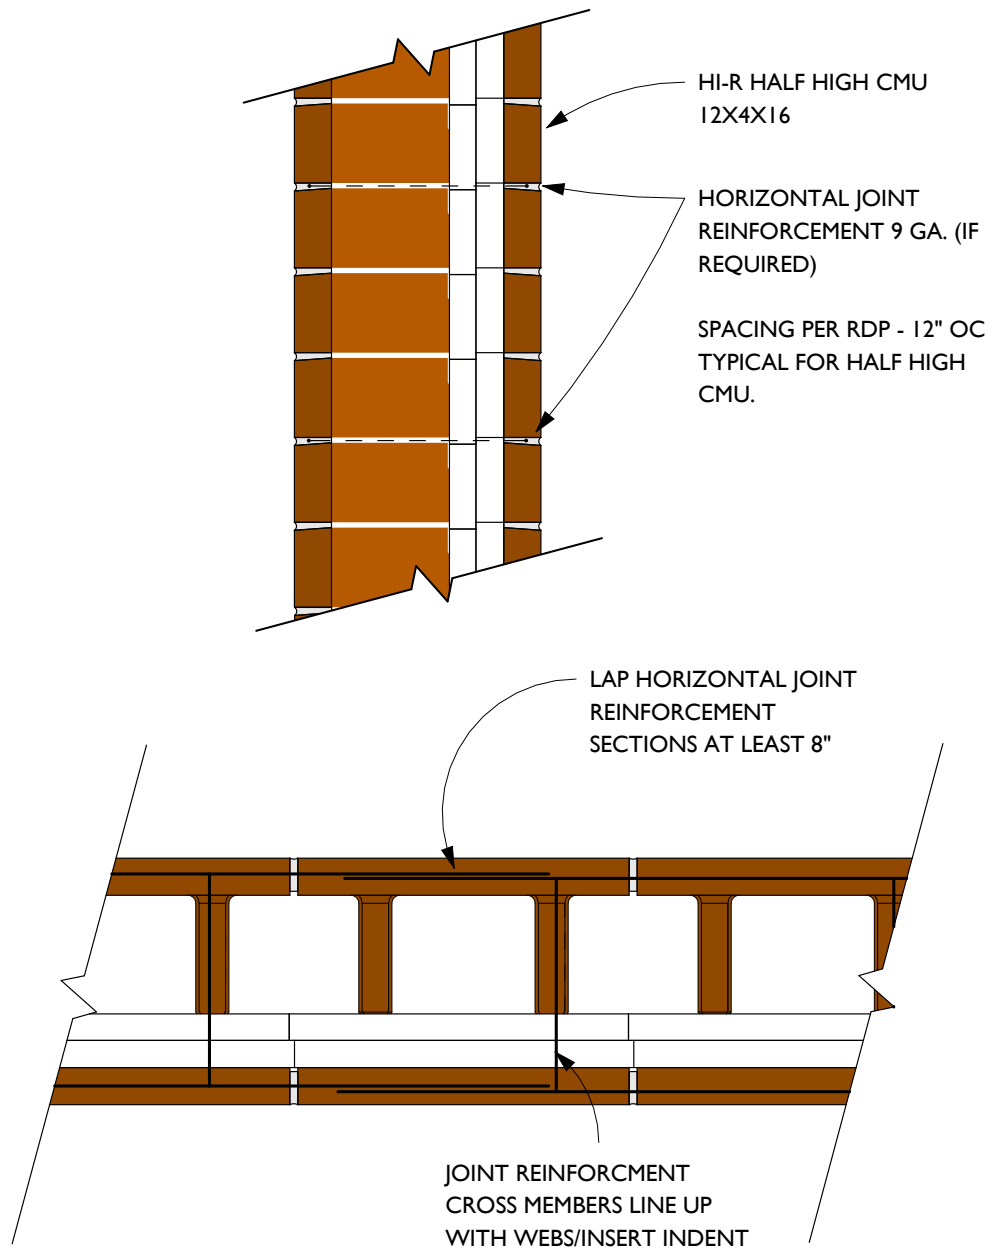 HI-R HALF HIGH CMU
12X4X16
HORIZONTAL JOINT
REINFORCEMENT 9 GA. (IF
REQUIRED)
SPACING PER RDP - 12" OC
TYPICAL FOR HALF HIGH
CMU.
LAP HORIZONTAL JOINT
REINFORCEMENT
SECTIONS AT LEAST 8"
JOINT REINFORCMENT
CROSS MEMBERS LINE UP
WITH WEBS/INSERT INDENT